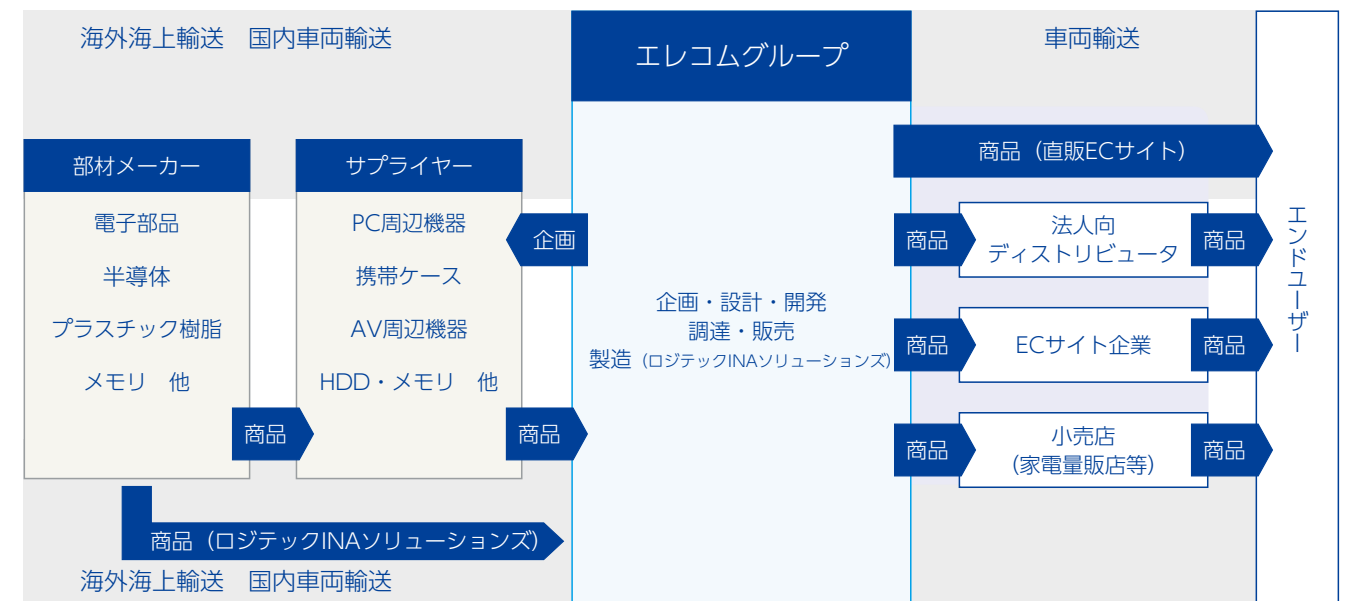 海外海上輸送　国内車両輸送
エレコムグループ
車両輸送
部材メーカー
電子部品
半導体
プラスチック樹脂
メモリ　他
商品
サプライヤー
PC周辺機器
携帯ケース
AV周辺機器
HDD・メモリ　他
企画
商品
商品（ロジテックINAソリューションズ）
海外海上輸送　国内車両輸送
企画・設計・開発
調達・販売
製造（ロジテックINAソリューションズ）
商品（直販ECサイト）
商品
法人向
ディストリビュータ
商品
商品
ECサイト企業
商品
商品
小売店
（家電量販店等）
商品
エンドユーザー